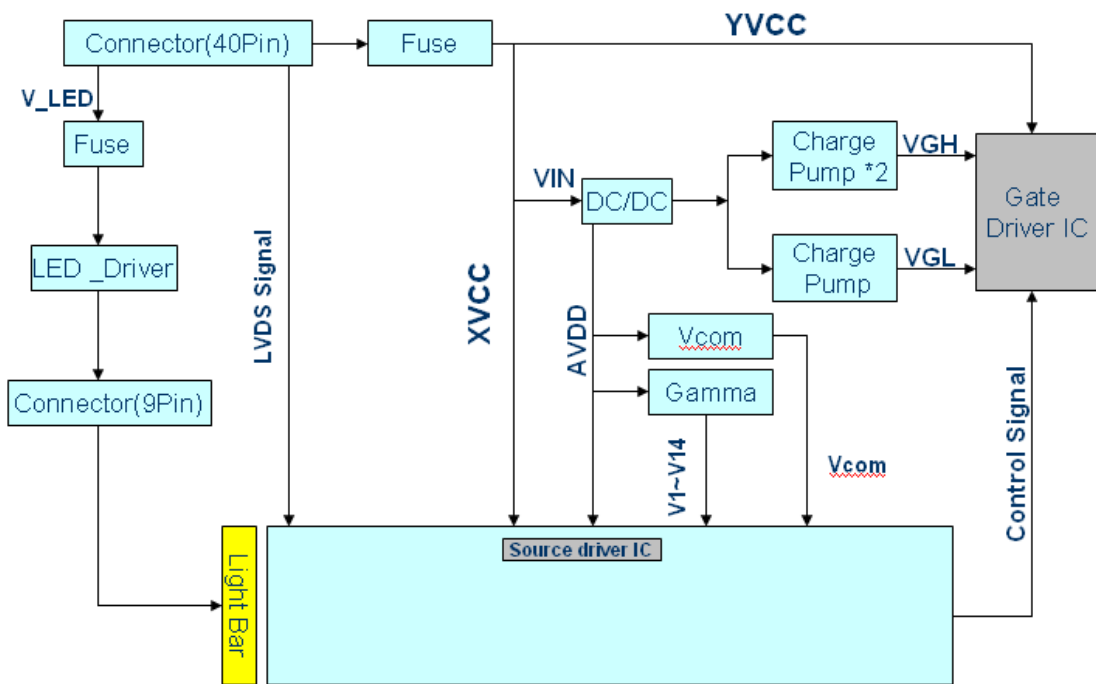 YVCC
Connector(40Pin)
Fuse
V_LED
Fuse
Charge
Pump *2
VGH
VIN
DC/DC
Gate
Driver IC
LED _Driver
Charge
Pump
VGL
LVDS Signal
XVCC
AVDD
Vcom
Gamma
Connector(9Pin)
V1~V14
Vcom
Control Signal
Source driver IC
Light Bar